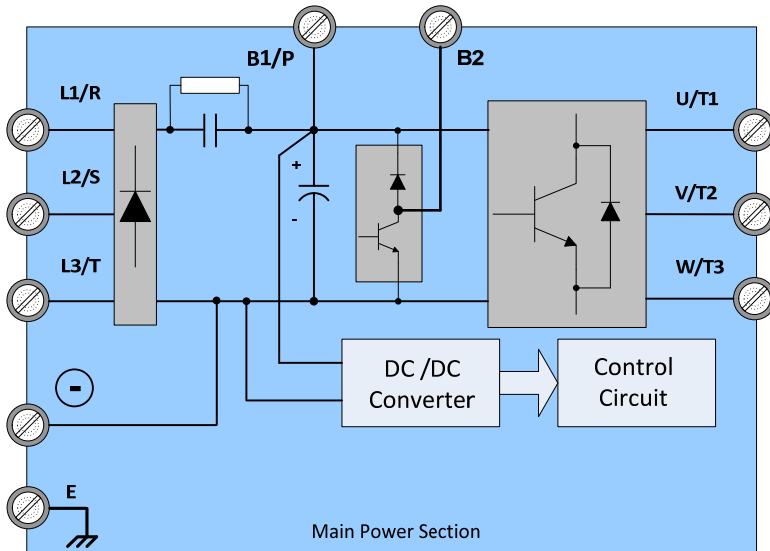 B1/P
B2
L1/R
U/T1
L2/S
V/T2
+
-
L3/T
W/T3
DC /DC
Converter
Control
Circuit
-
E
Main Power Section